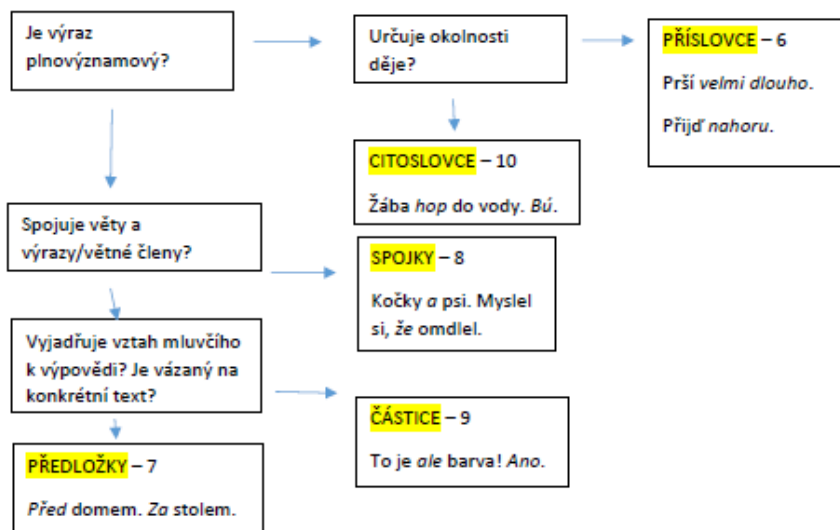 Je výraz
plnovýznamový?
Určuje okolnosti
děje?
PŘÍSLOVCE – 6
Prší velmi dlouho.
Přijď nahoru.
CITOSLOVCE – 10
Žába hop do vody. Bú.
Spojuje věty a
výrazy/větné členy?
SPOJKY – 8
Kočky a psi. Myslel
si, že omdlel.
Vyjadřuje vztah mluvčího
k výpovědi? Je vázaný na
konkrétní text?
ČÁSTICE – 9
To je ale barva! Ano.
PŘEDLOŽKY – 7
Před domem. Za stolem.